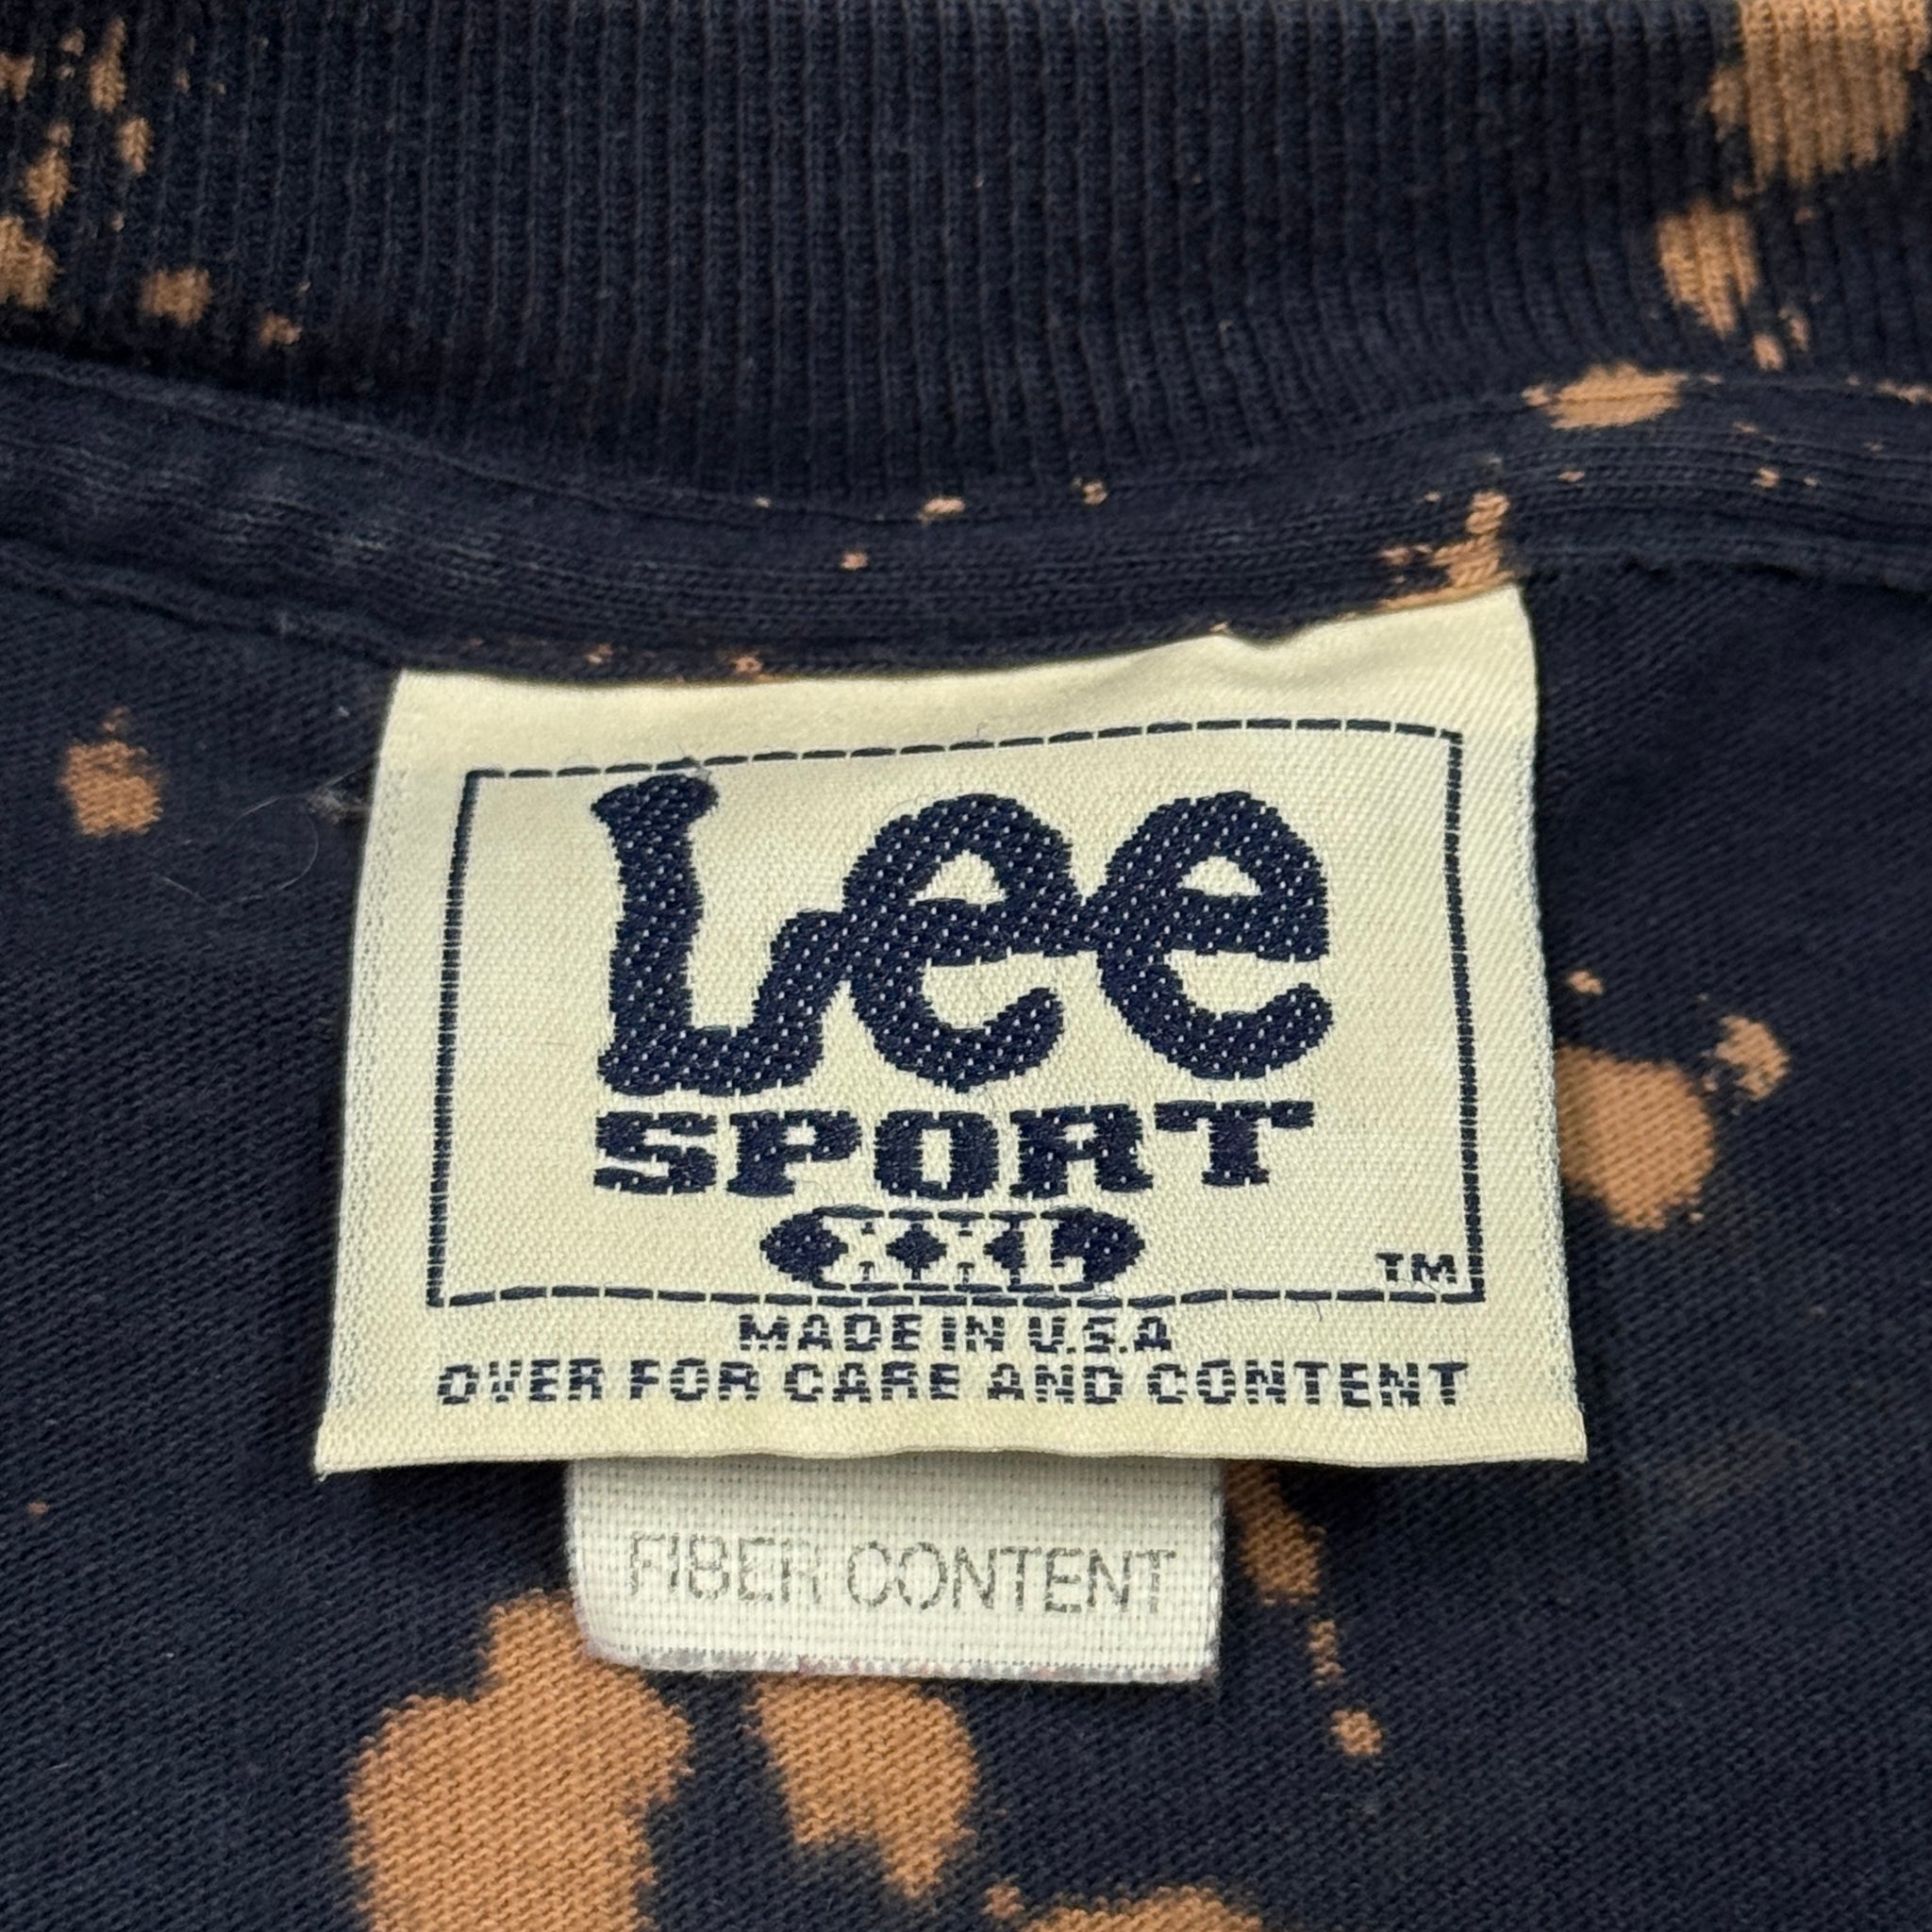 Lee
SPORT
XXL
TM
MADE IN U.S.A
OVER FOR CARE AND CONTENT
FIBER CONTENT